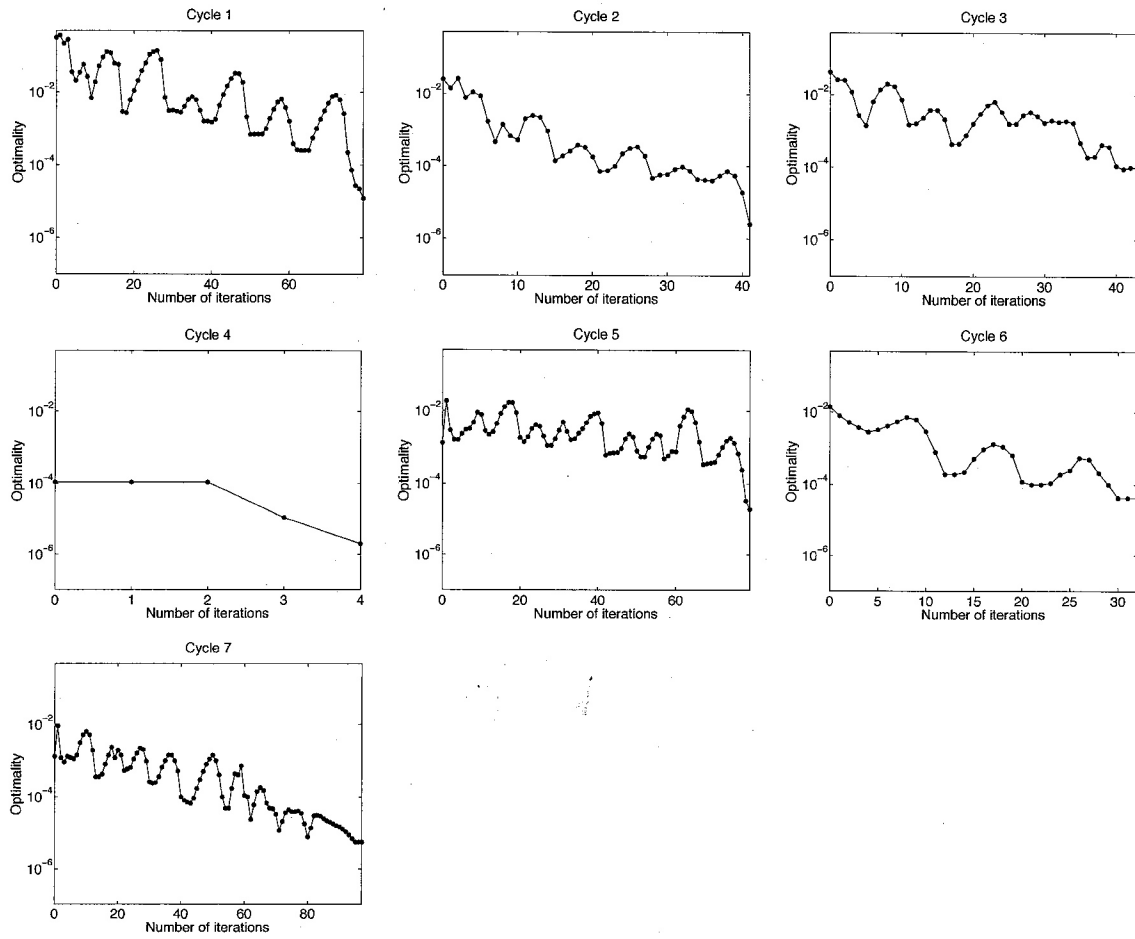 Cycle 1
Optimality
10⁻²
10⁻⁴
10⁻⁶
0 20 40 60
Number of iterations
Cycle 2
Optimality
10⁻²
10⁻⁴
10⁻⁶
0 10 20 30 40
Number of iterations
Cycle 3
Optimality
10⁻²
10⁻⁴
10⁻⁶
0 10 20 30 40
Number of iterations
Cycle 4
Optimality
10⁻²
10⁻⁴
10⁻⁶
0 1 2 3 4
Number of iterations
Cycle 5
Optimality
10⁻²
10⁻⁴
10⁻⁶
0 20 40 60
Number of iterations
Cycle 6
Optimality
10⁻²
10⁻⁴
10⁻⁶
0 5 10 15 20 25 30
Number of iterations
Cycle 7
Optimality
10⁻²
10⁻⁴
10⁻⁶
0 20 40 60 80
Number of iterations